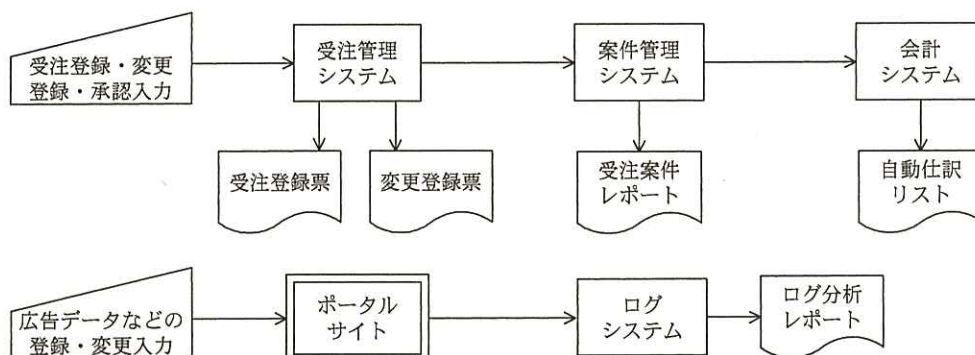 受注登録・変更
登録・承認入力
受注管理
システム
案件管理
システム
会計
システム
受注登録票
変更登録票
受注案件
レポート
自動仕訳
リスト
広告データなどの
登録・変更入力
ポータル
サイト
ログ
システム
ログ分析
レポート